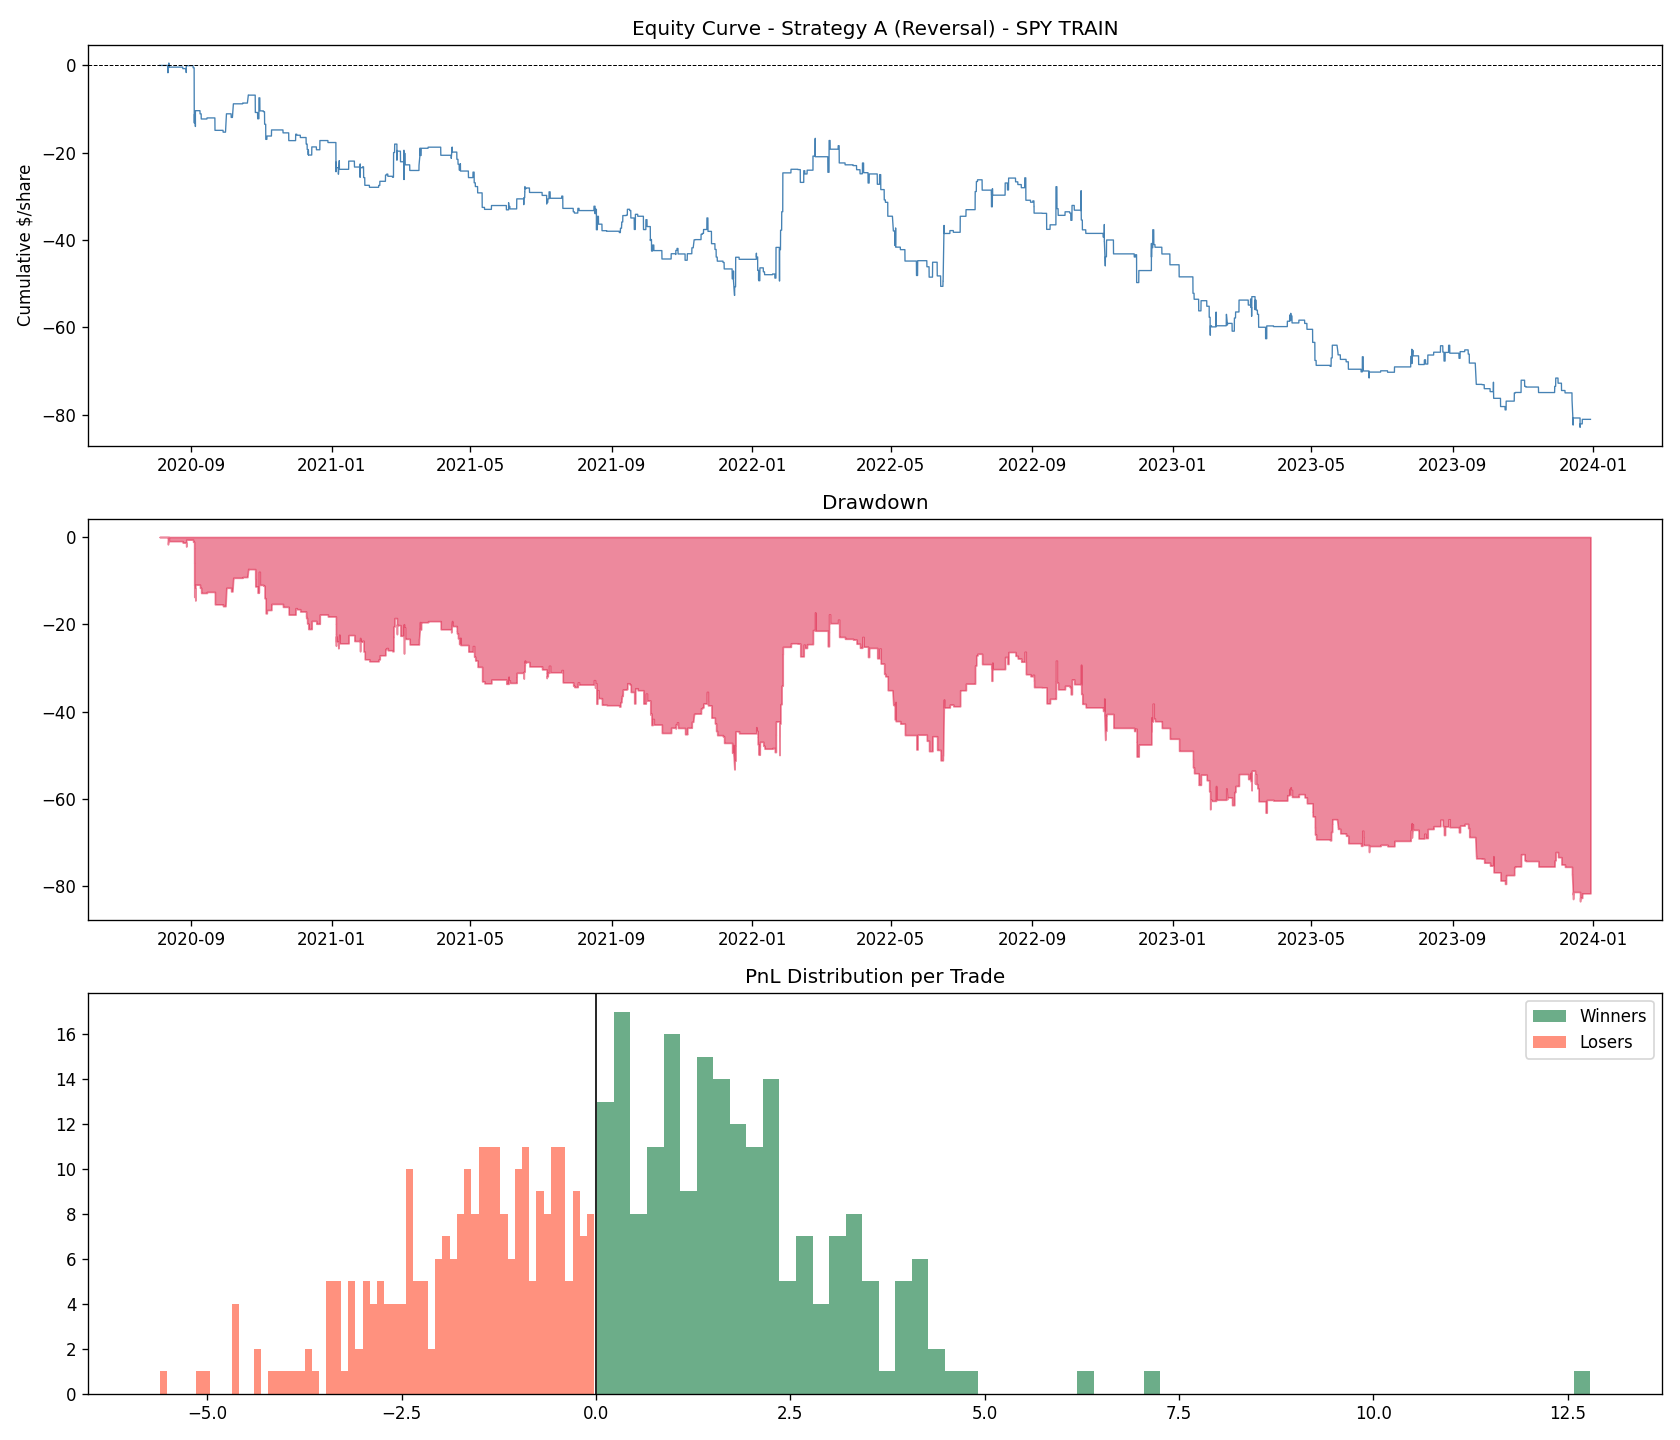 Equity Curve - Strategy A (Reversal) - SPY TRAIN
Cumulative $/share
0
−20
−40
−60
−80
2020-09 2021-01 2021-05 2021-09 2022-01 2022-05 2022-09 2023-01 2023-05 2023-09 2024-01
Drawdown
0
−20
−40
−60
−80
2020-09 2021-01 2021-05 2021-09 2022-01 2022-05 2022-09 2023-01 2023-05 2023-09 2024-01
PnL Distribution per Trade
Winners
Losers
16
14
12
10
8
6
4
2
0
−5.0 −2.5 0.0 2.5 5.0 7.5 10.0 12.5